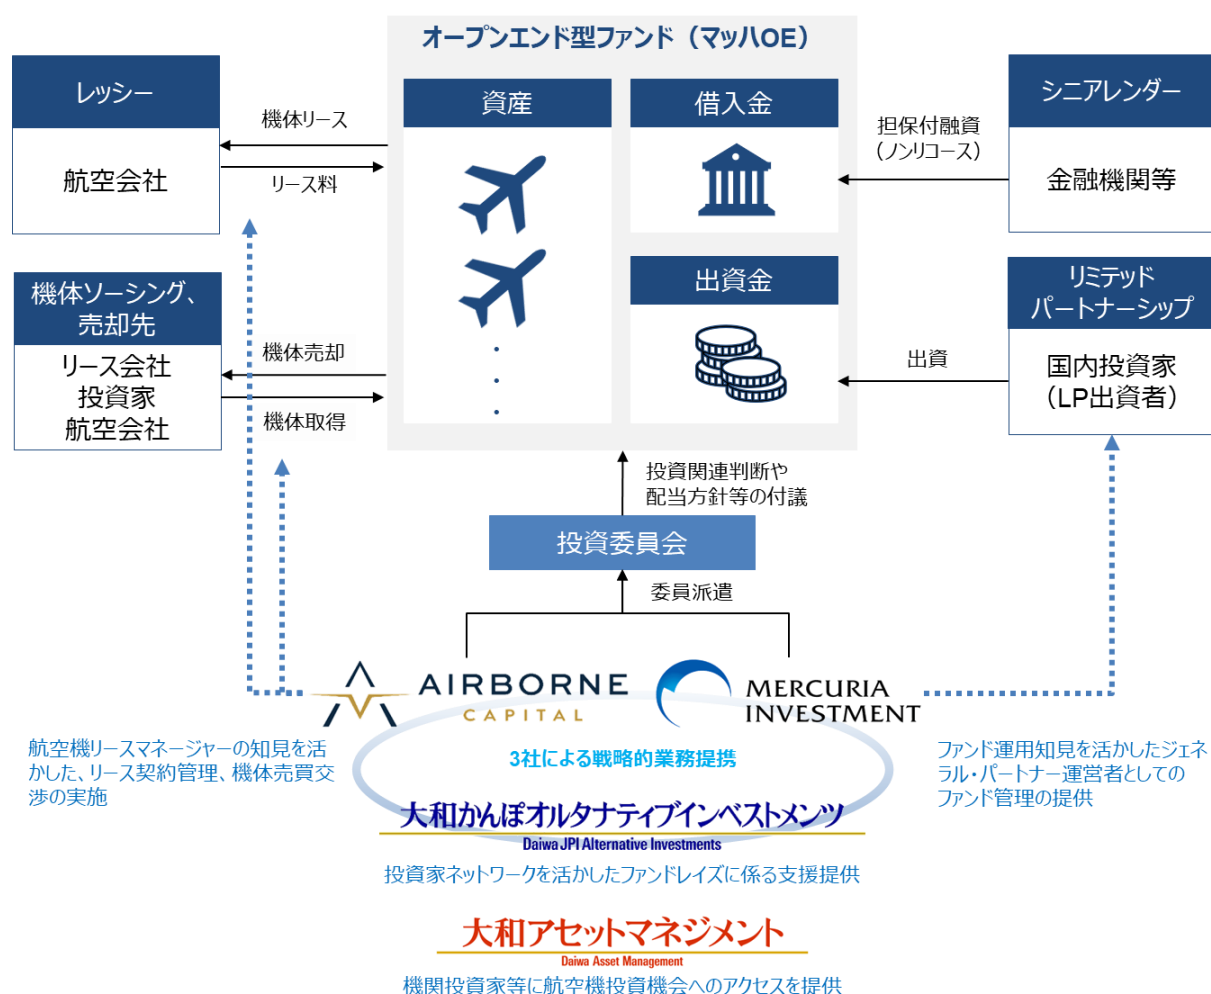 オープンエンド型ファンド（マッハOE）
レッシー
航空会社
機体リース
リース料
資産
借入金
担保付融資
（ノンリコース）
シニアレンダー
金融機関等
機体ソーシング、
売却先
リース会社
投資家
航空会社
機体売却
機体取得
出資金
出資
リミテッド
パートナーシップ
国内投資家
（LP出資者）
投資関連判断や
配当方針等の付議
投資委員会
委員派遣
AIRBORNE
CAPITAL
MERCURIA
INVESTMENT
航空機リースマネージャーの知見を活
かした、リース契約管理、機体売買交
渉の実施
3社による戦略的業務提携
ファンド運用知見を活かしたジェネ
ラル・パートナー運営者としての
ファンド管理の提供
大和かんぽオルタナティブインベストメンツ
Daiwa JPI Alternative Investments
投資家ネットワークを活かしたファンドレイズに係る支援提供
大和アセットマネジメント
Daiwa Asset Management
機関投資家等に航空機投資機会へのアクセスを提供